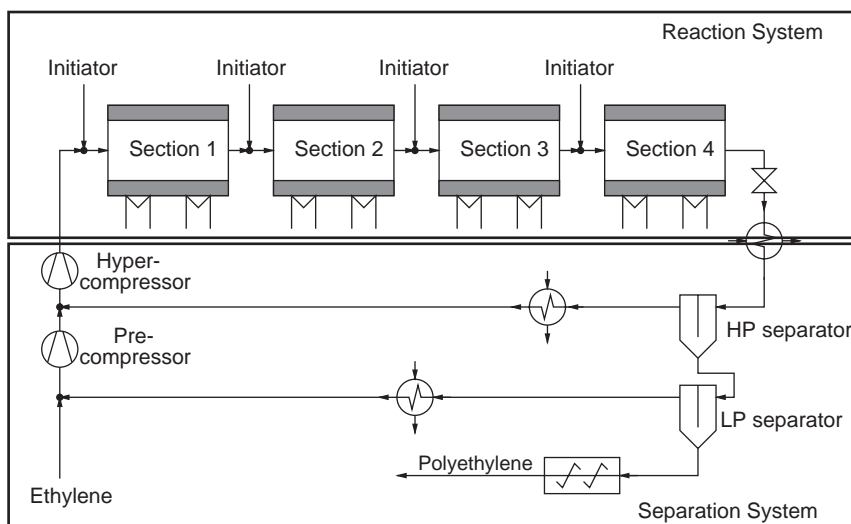 Reaction System
Initiator
Initiator
Initiator
Initiator
Section 1
Section 2
Section 3
Section 4
Hyper-
compressor
HP separator
Pre-
compressor
LP separator
Polyethylene
Ethylene
Separation System